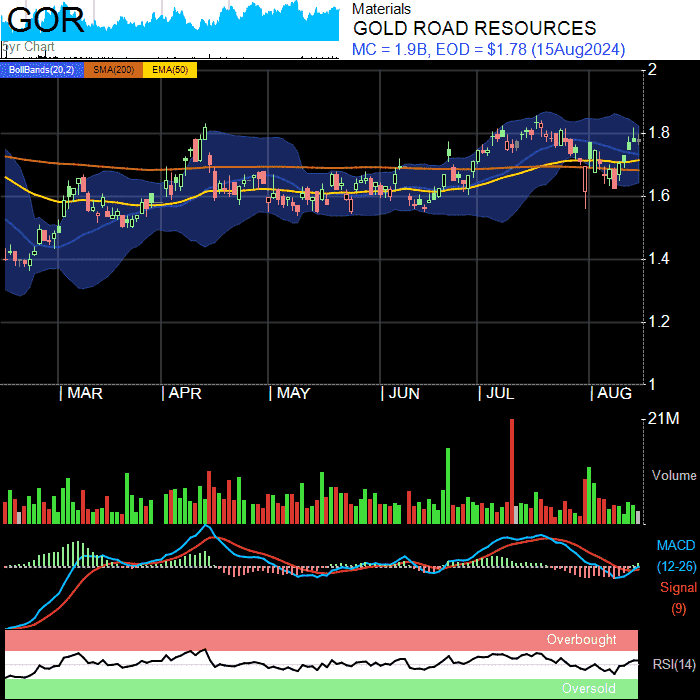 GOR
5yr Chart
Materials
GOLD ROAD RESOURCES
MC = 1.9B, EOD = $1.78 (15Aug2024)
BollBands(20,2) SMA(200) EMA(50)
2
1.8
1.6
1.4
1.2
1
MAR APR MAY JUN JUL AUG
21M
Volume
MACD
(12-26)
Signal
(9)
Overbought
RSI(14)
Oversold